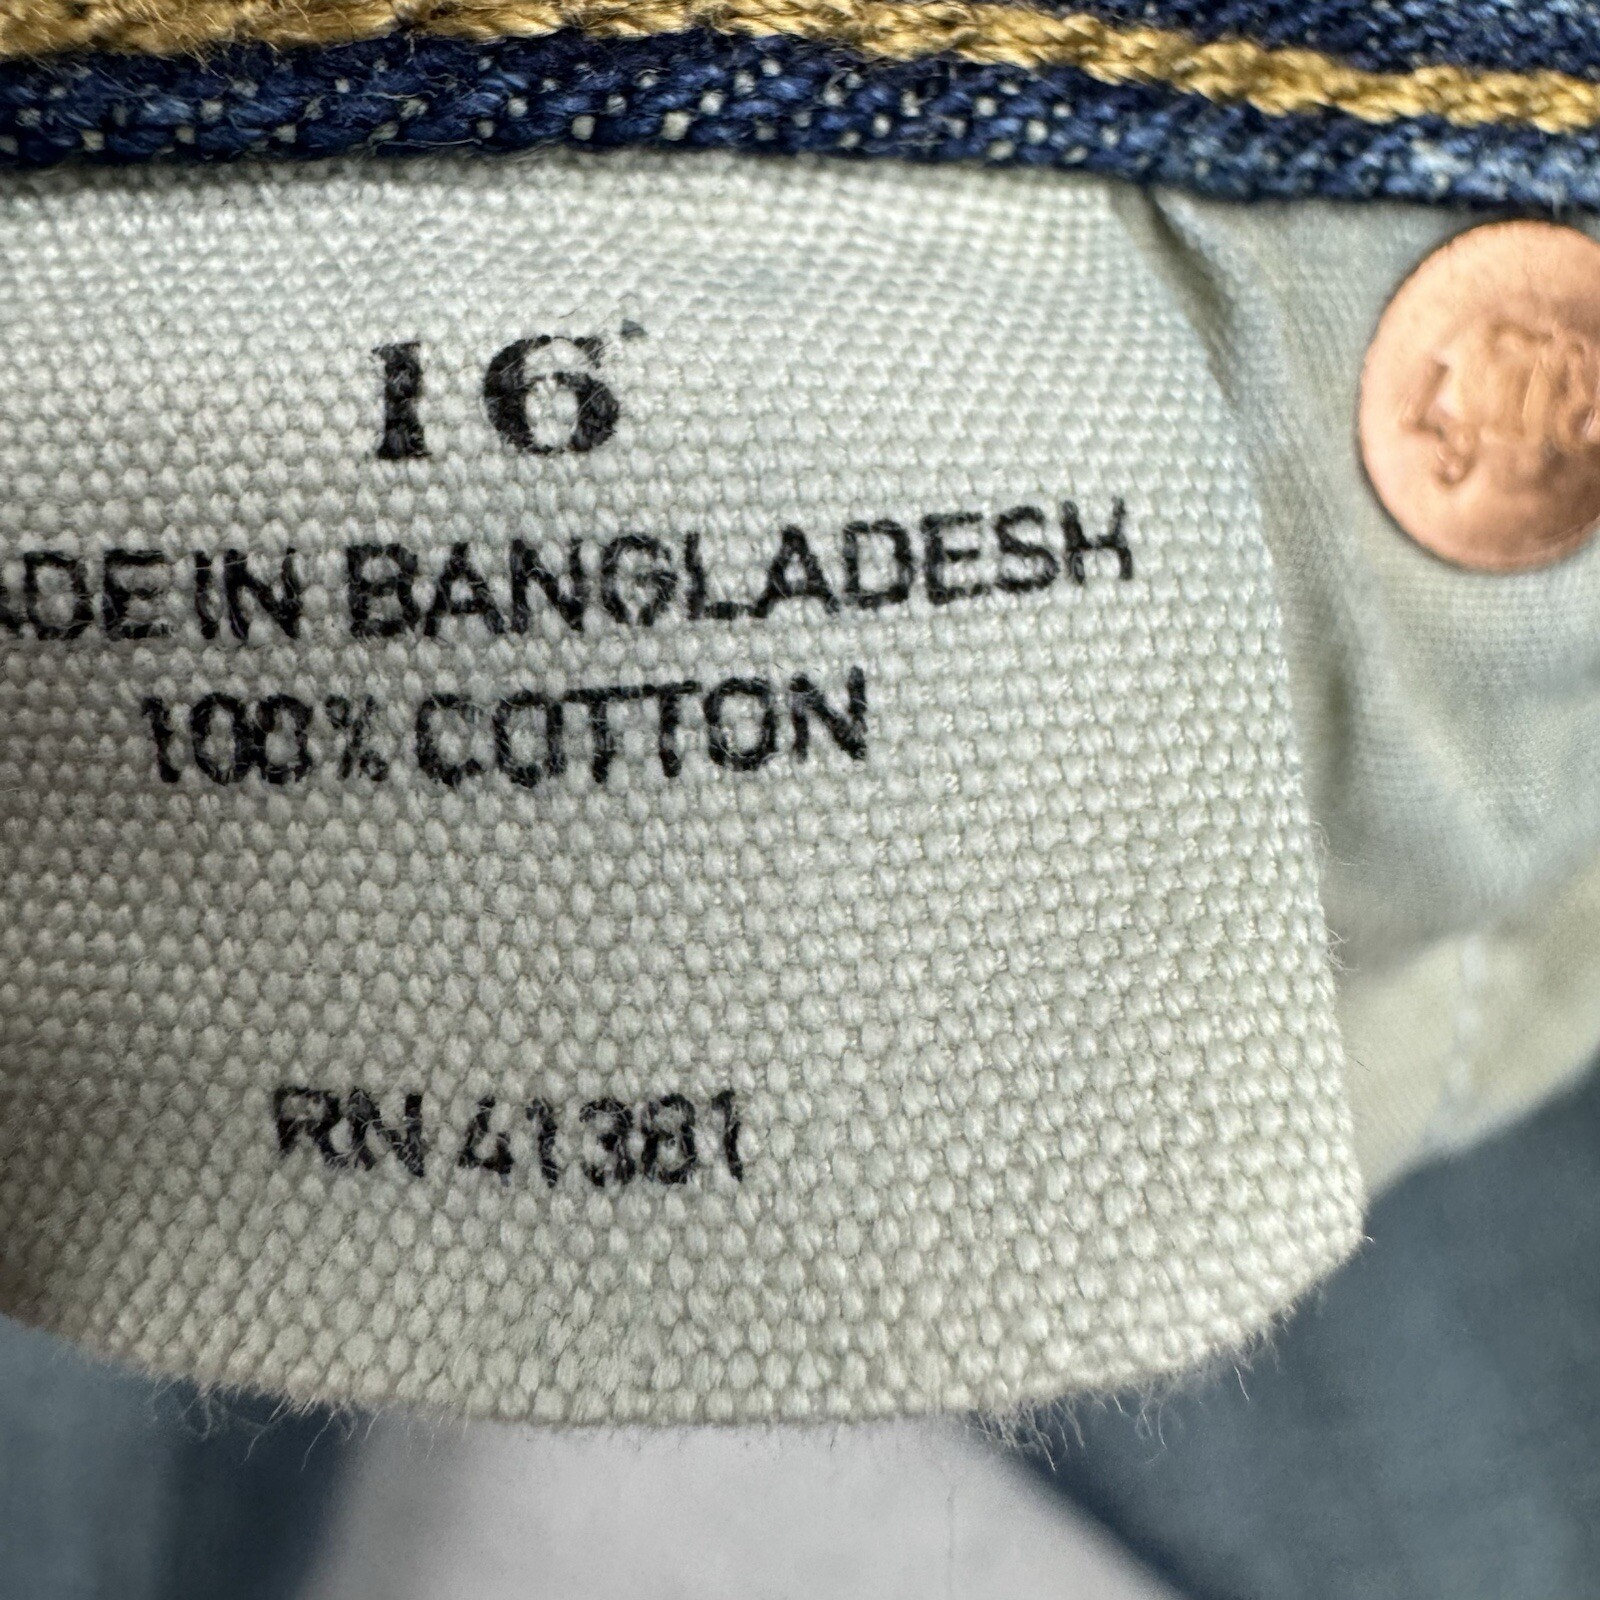 16
ADE IN BANGLADESH
100% COTTON
RN 41381